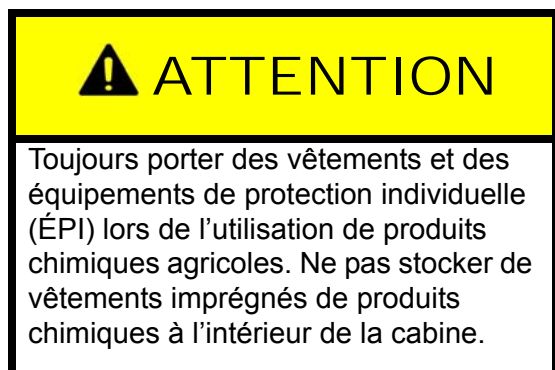 ATTENTION
Toujours porter des vêtements et des
équipements de protection individuelle
(ÉPI) lors de l’utilisation de produits
chimiques agricoles. Ne pas stocker de
vêtements imprégnés de produits
chimiques à l’intérieur de la cabine.